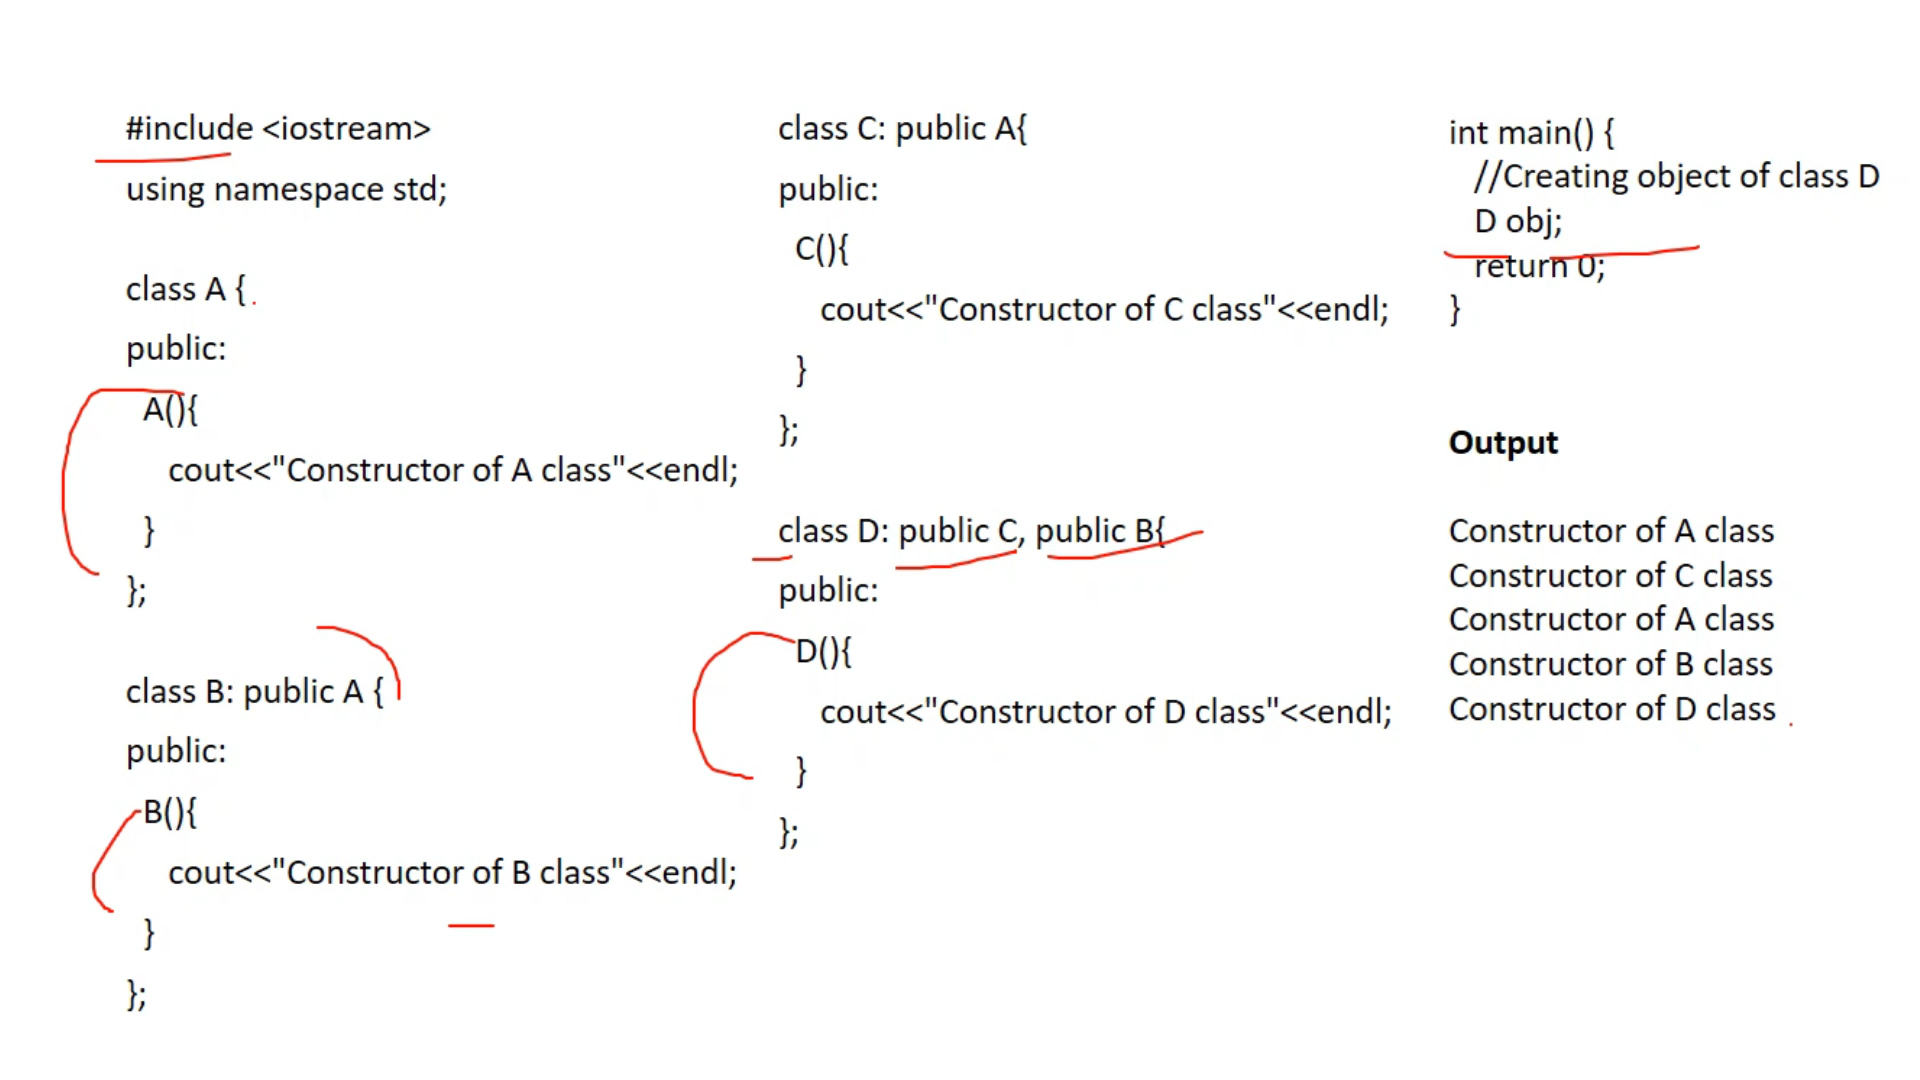 #include <iostream>
using namespace std;
class A {
public:
A(){
cout<<"Constructor of A class"<<endl;
}
};
class B: public A {
public:
B(){
cout<<"Constructor of B class"<<endl;
}
};
class C: public A{
public:
C(){
cout<<"Constructor of C class"<<endl;
}
};
class D: public C, public B{
public:
D(){
cout<<"Constructor of D class"<<endl;
}
};
int main() {
//Creating object of class D
D obj;
return 0;
}
Output
Constructor of A class
Constructor of C class
Constructor of A class
Constructor of B class
Constructor of D class